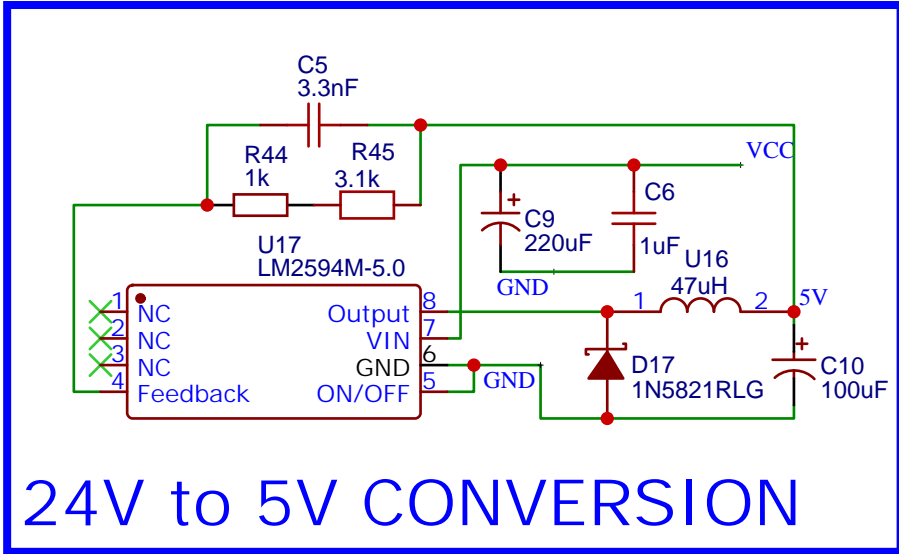 C5
3.3nF
R44
1k
R45
3.1k
VCC
C9
220uF
C6
1uF
GND
U17
LM2594M-5.0
1 NC
2 NC
3 NC
4 Feedback
Output 8
VIN 7
GND 6
ON/OFF 5
GND
U16
47uH
1
2
5V
D17
1N5821RLG
C10
100uF
24V to 5V CONVERSION